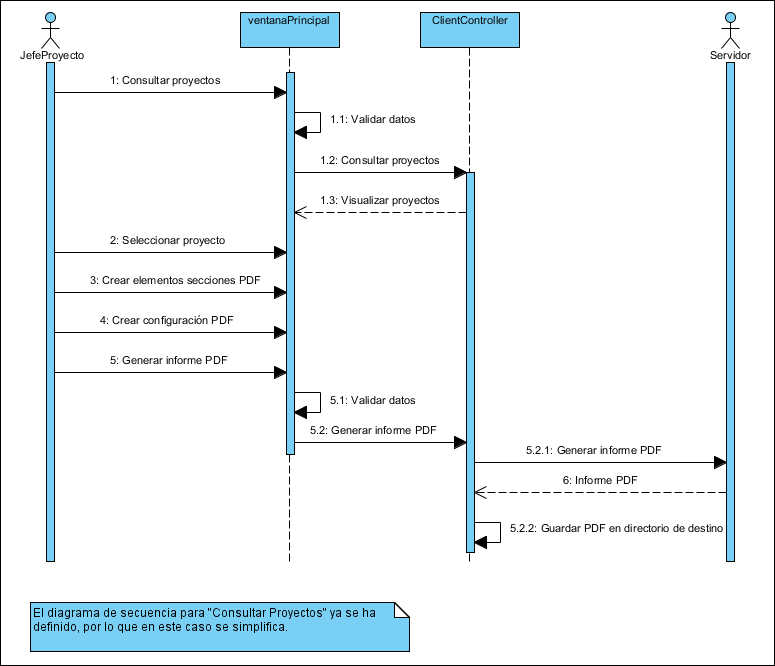 ventanaPrincipal
ClientController
JefeProyecto
Servidor
1: Consultar proyectos
1.1: Validar datos
1.2: Consultar proyectos
1.3: Visualizar proyectos
2: Seleccionar proyecto
3: Crear elementos secciones PDF
4: Crear configuración PDF
5: Generar informe PDF
5.1: Validar datos
5.2: Generar informe PDF
5.2.1: Generar informe PDF
6: Informe PDF
5.2.2: Guardar PDF en directorio de destino
El diagrama de secuencia para "Consultar Proyectos" ya se ha
definido, por lo que en este caso se simplifica.